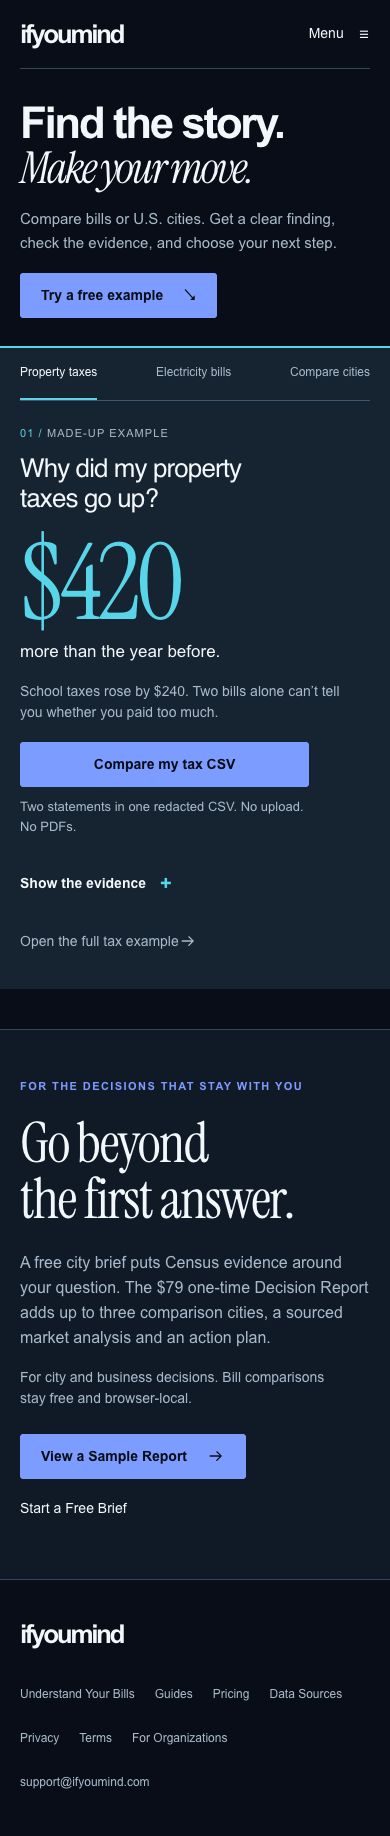 ifyoumind
Menu ≡
Find the story.
Make your move.
Compare bills or U.S. cities. Get a clear finding,
check the evidence, and choose your next step.
Try a free example ↘
Property taxes Electricity bills Compare cities
01 / MADE-UP EXAMPLE
Why did my property
taxes go up?
$420
more than the year before.
School taxes rose by $240. Two bills alone can't tell
you whether you paid too much.
Compare my tax CSV
Two statements in one redacted CSV. No upload.
No PDFs.
Show the evidence +
Open the full tax example →
FOR THE DECISIONS THAT STAY WITH YOU
Go beyond
the first answer.
A free city brief puts Census evidence around
your question. The $79 one-time Decision Report
adds up to three comparison cities, a sourced
market analysis and an action plan.
For city and business decisions. Bill comparisons
stay free and browser-local.
View a Sample Report →
Start a Free Brief
ifyoumind
Understand Your Bills Guides Pricing Data Sources
Privacy Terms For Organizations
support@ifyoumind.com